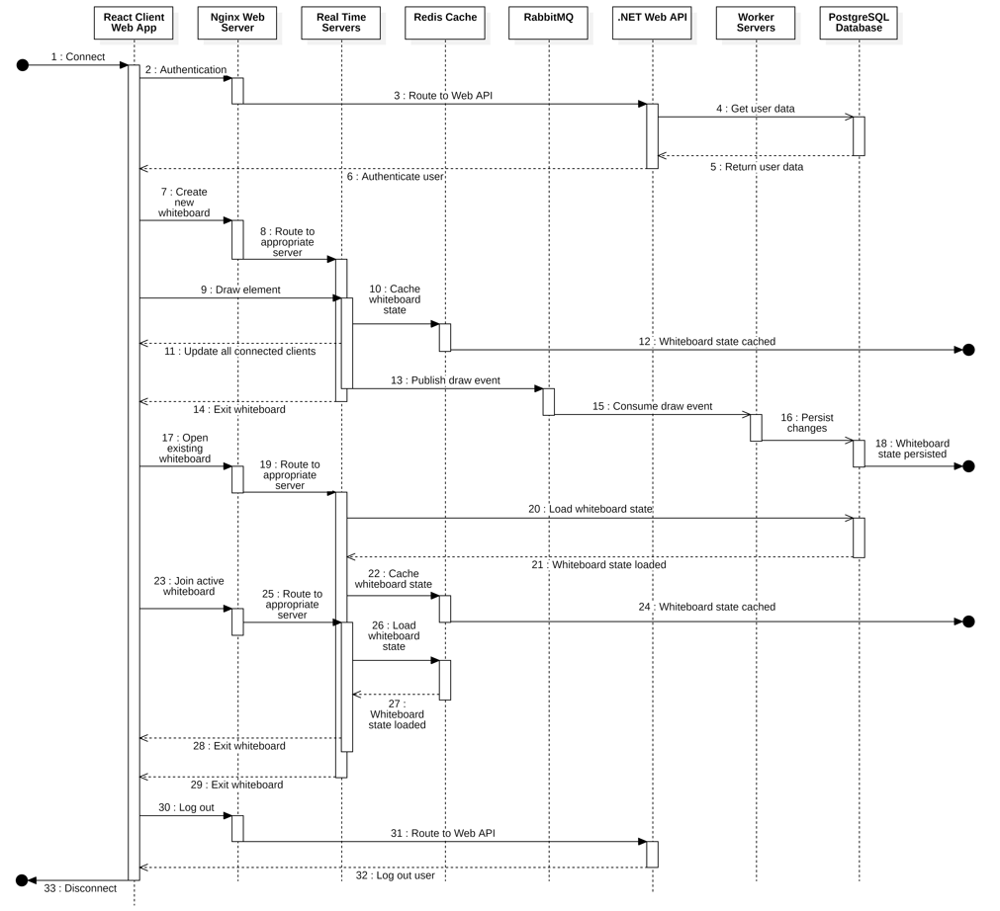 React Client
Web App
Nginx Web
Server
Real Time
Servers
Redis Cache
RabbitMQ
.NET Web API
Worker
Servers
PostgreSQL
Database
1 : Connect
2 : Authentication
3 : Route to Web API
4 : Get user data
5 : Return user data
6 : Authenticate user
7 : Create
new
whiteboard
8 : Route to
appropriate
server
9 : Draw element
10 : Cache
whiteboard
state
11 : Update all connected clients
12 : Whiteboard state cached
13 : Publish draw event
14 : Exit whiteboard
15 : Consume draw event
16 : Persist
changes
17 : Open
existing
whiteboard
18 : Whiteboard
state persisted
19 : Route to
appropriate
server
20 : Load whiteboard state
21 : Whiteboard state loaded
22 : Cache
whiteboard state
23 : Join active
whiteboard
24 : Whiteboard state cached
25 : Route to
appropriate
server
26 : Load
whiteboard
state
27 :
Whiteboard
state loaded
28 : Exit whiteboard
29 : Exit whiteboard
30 : Log out
31 : Route to Web API
32 : Log out user
33 : Disconnect